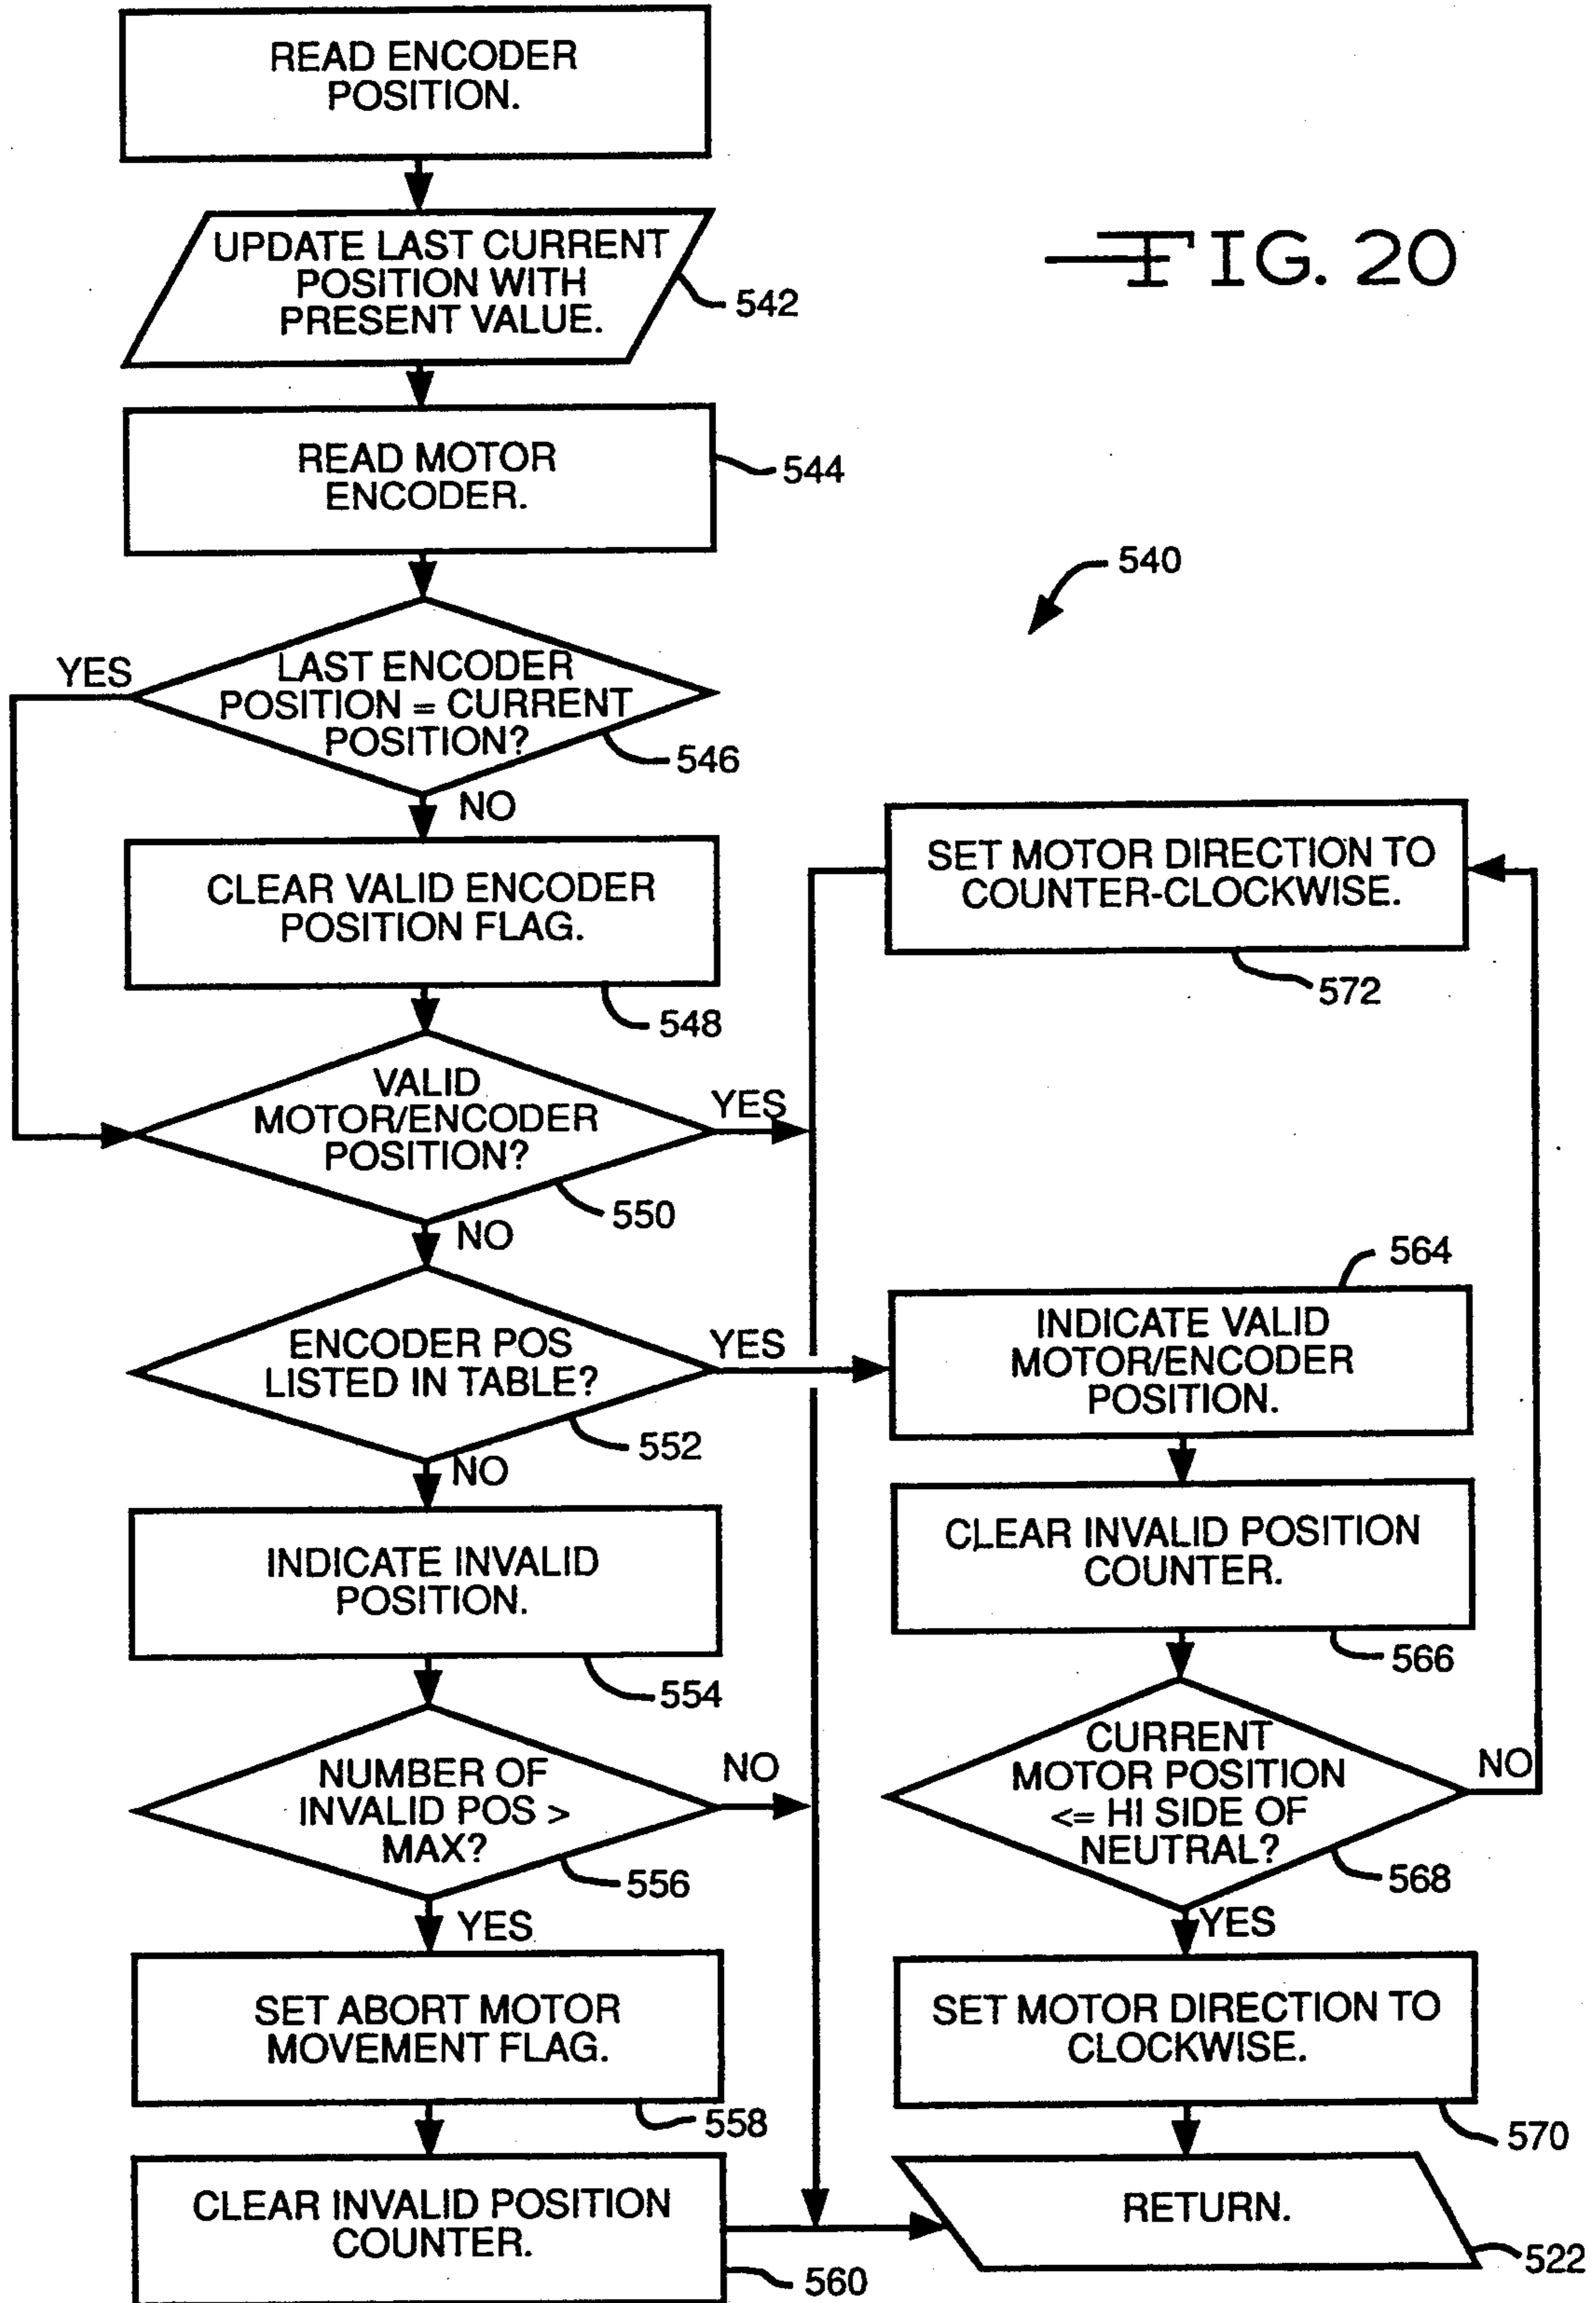 READ ENCODER
POSITION.
UPDATE LAST CURRENT
POSITION WITH
PRESENT VALUE.
542
FIG. 20
READ MOTOR
ENCODER.
544
540
YES
LAST ENCODER
POSITION = CURRENT
POSITION?
546
NO
CLEAR VALID ENCODER
POSITION FLAG.
548
SET MOTOR DIRECTION TO
COUNTER-CLOCKWISE.
572
VALID
MOTOR/ENCODER
POSITION?
YES
550
NO
ENCODER POS
LISTED IN TABLE?
YES
552
NO
564
INDICATE VALID
MOTOR/ENCODER
POSITION.
INDICATE INVALID
POSITION.
554
CLEAR INVALID POSITION
COUNTER.
566
NUMBER OF
INVALID POS >
MAX?
NO
556
YES
CURRENT
MOTOR POSITION
<= HI SIDE OF
NEUTRAL?
NO
568
YES
SET ABORT MOTOR
MOVEMENT FLAG.
558
SET MOTOR DIRECTION TO
CLOCKWISE.
570
CLEAR INVALID POSITION
COUNTER.
560
RETURN.
522